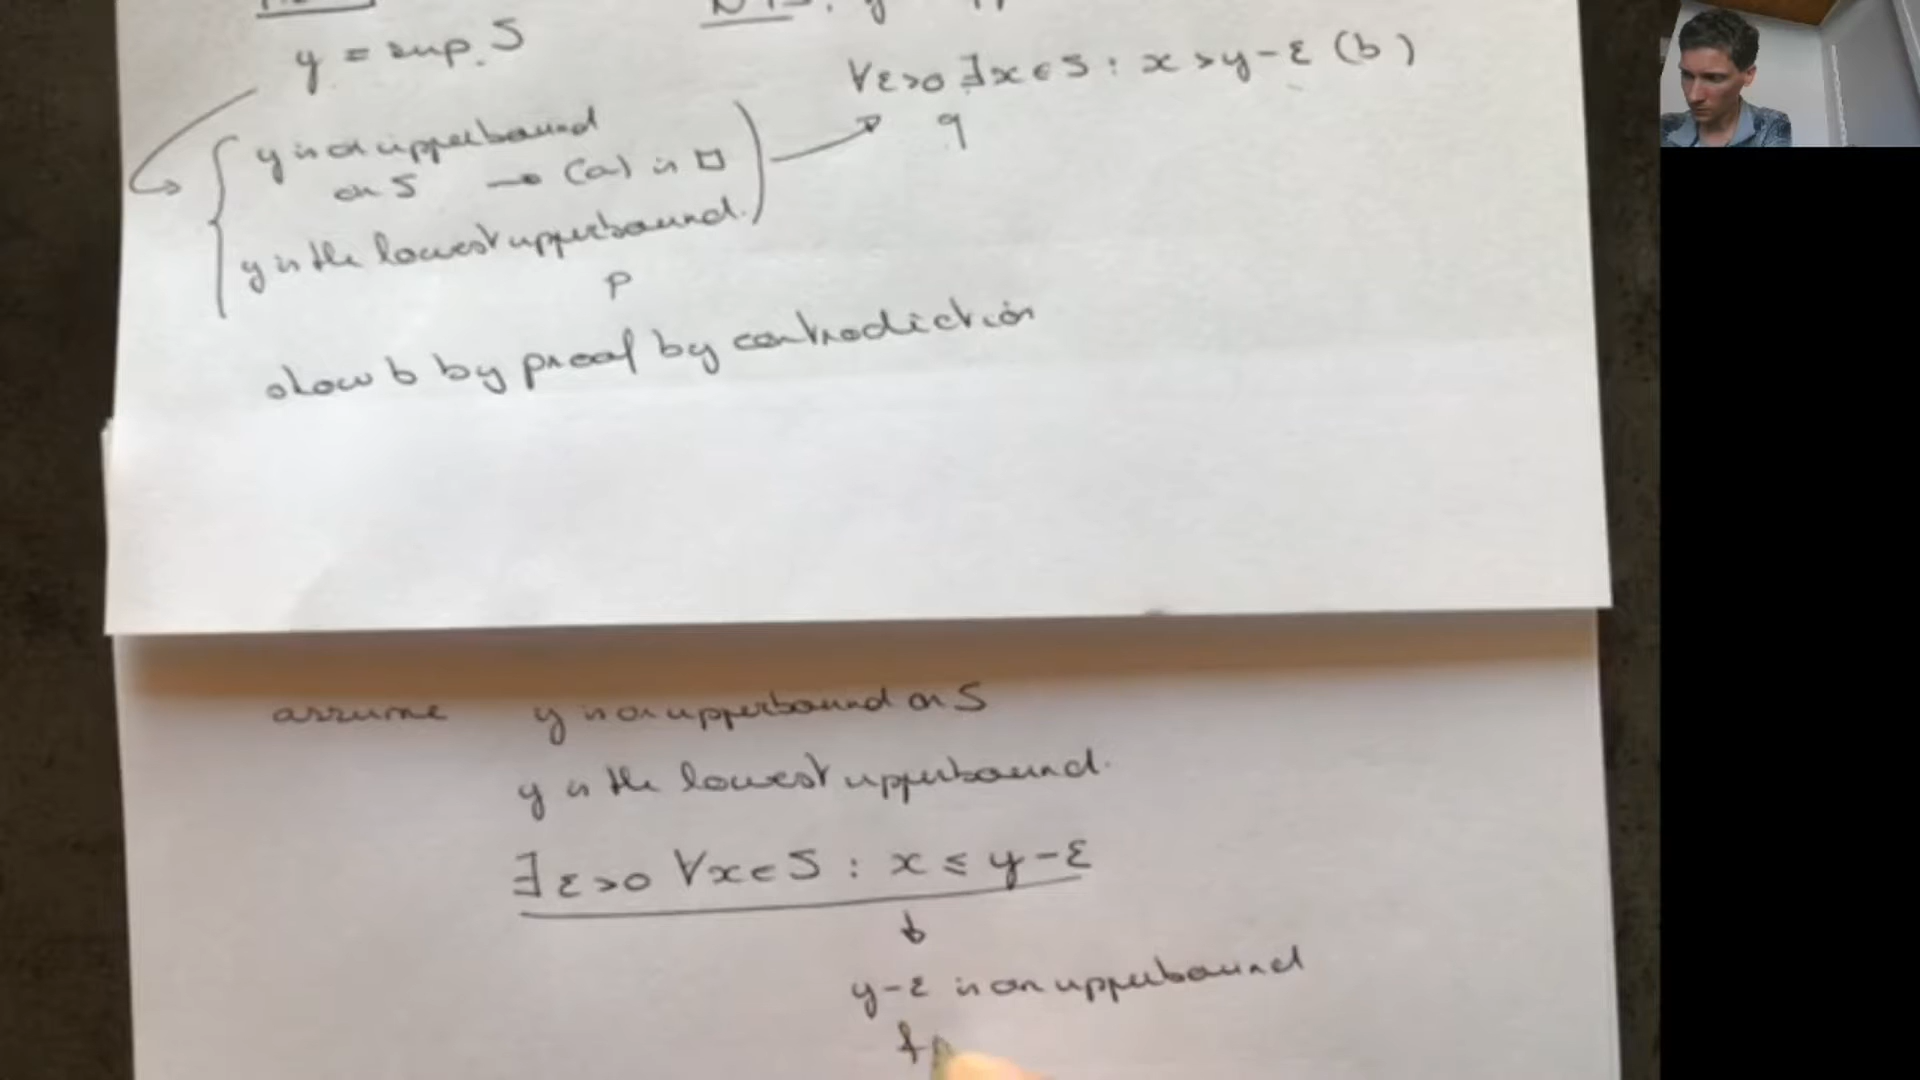 y = sup. S
∀ε>0 ∃x∈S : x>y-ε (b)
q
y is an upperbound
on S → (a) is □
y is the lowest upperbound.
p
show b by proof by contradiction
assume y is an upperbound on S
y is the lowest upperbound.
∃ε>0 ∀x∈S : x ≤ y-ε
y-ε is an upperbound